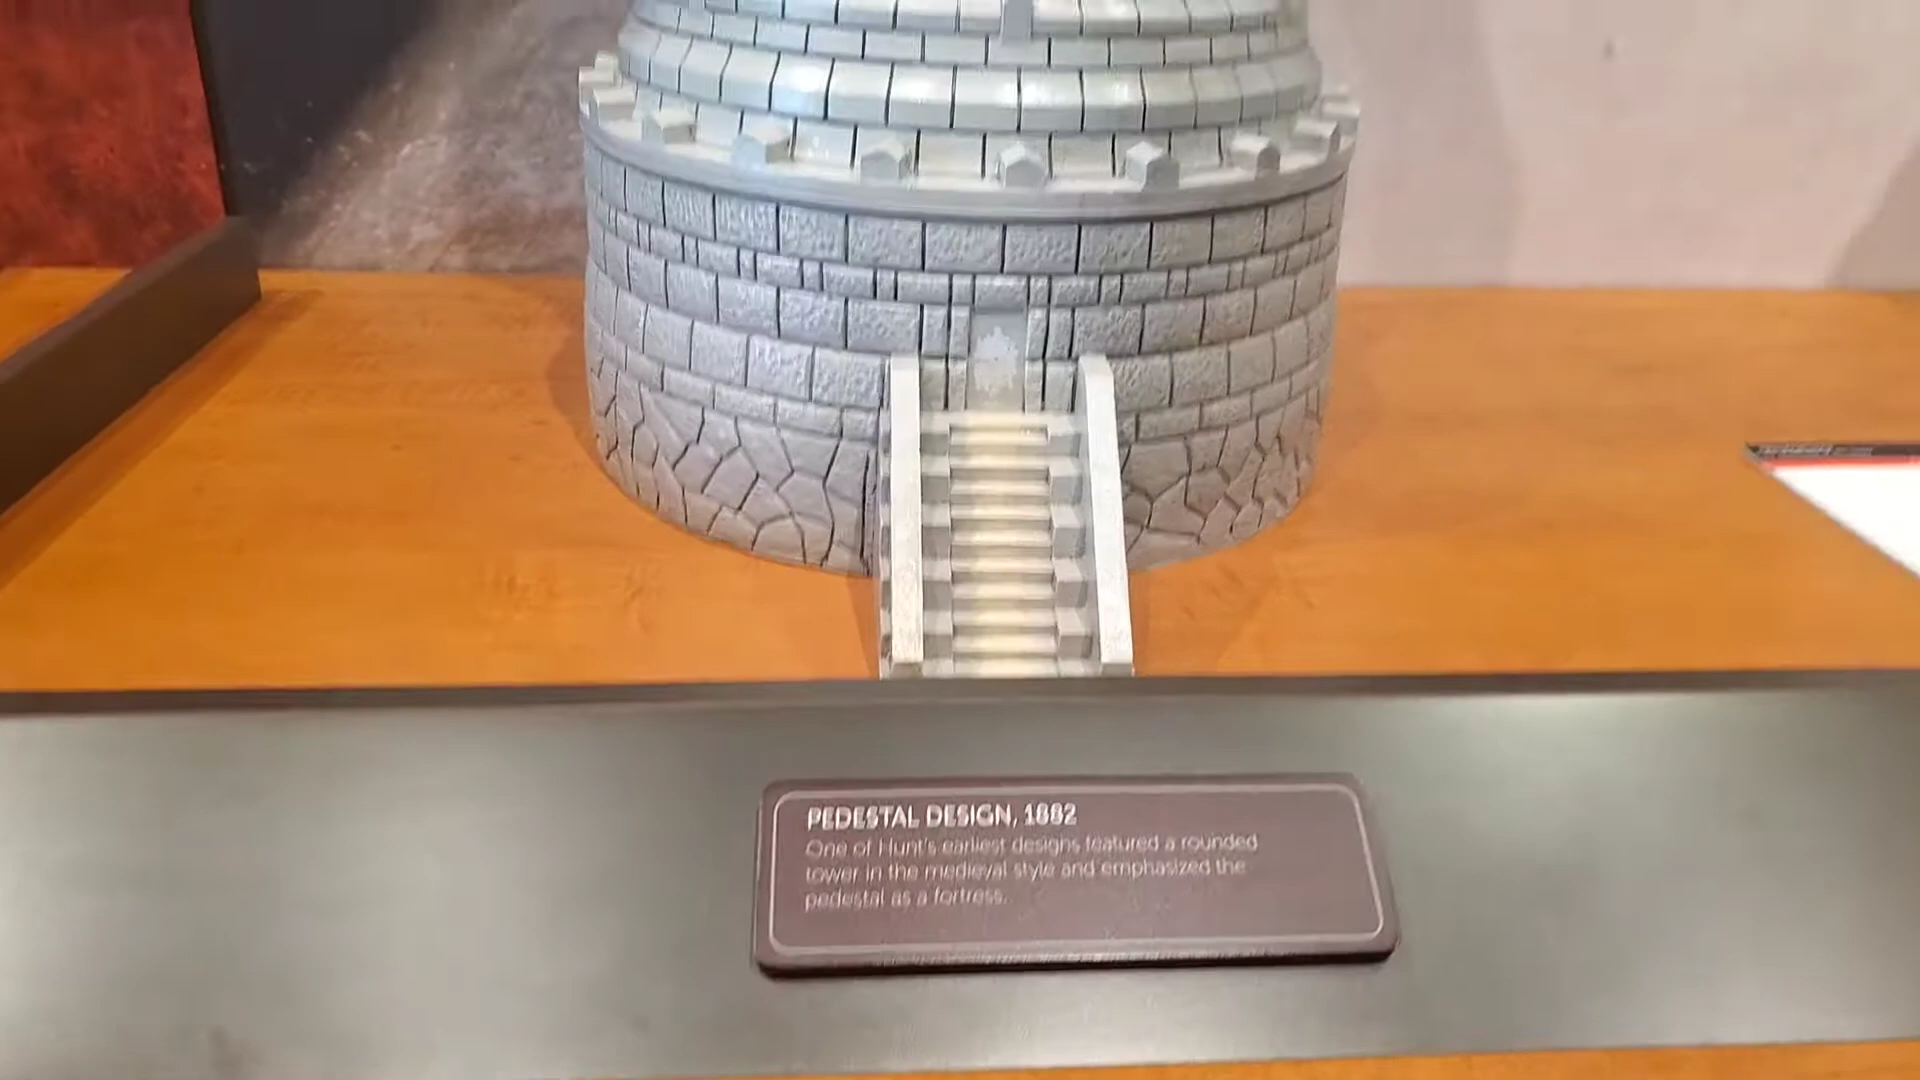 PEDESTAL DESIGN, 1882
One of Hunt's earliest designs featured a rounded
tower in the medieval style and emphasized the
pedestal as a fortress.